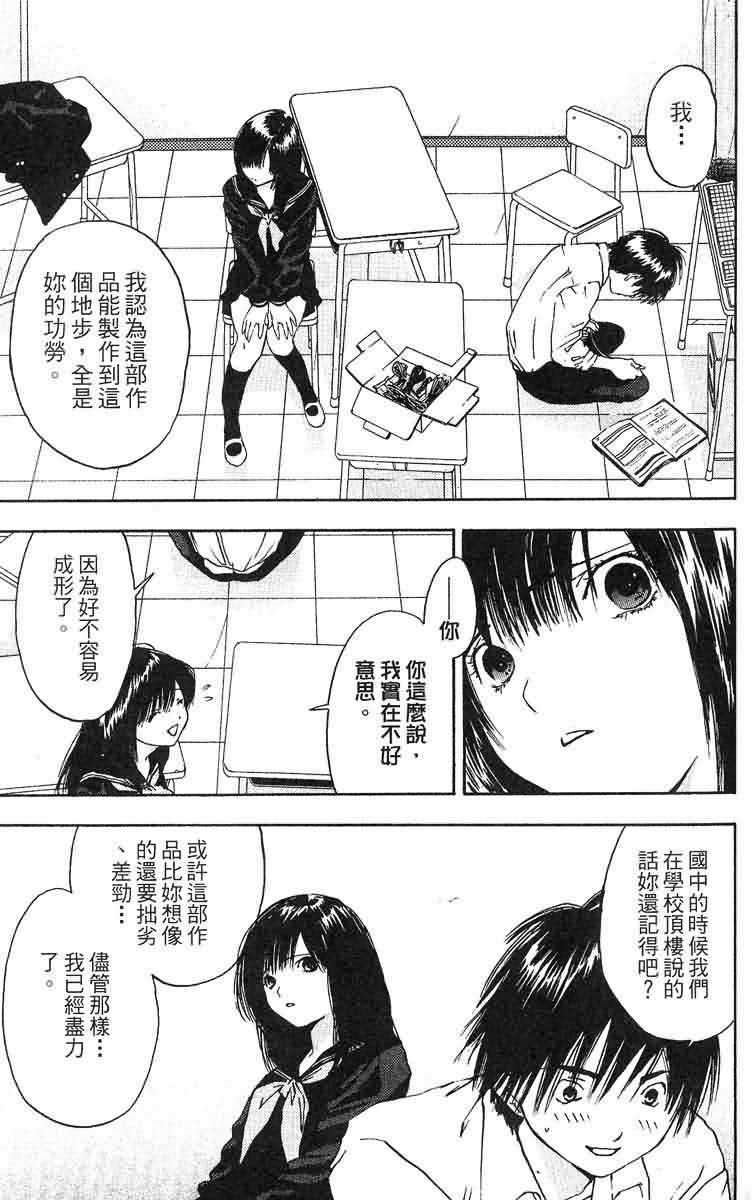 我…
我認為這部作
品能製作到這
個地步，全是
妳的功勞。
——你
你這麼說，
我實在不好
意思。
因為好不容易
成形了。
國中的時候我們
在學校頂樓說的
話妳還記得吧？
或許這部作
品比妳想像
的還要拙劣
、差勁…
儘管那樣…
我已經盡力
了。